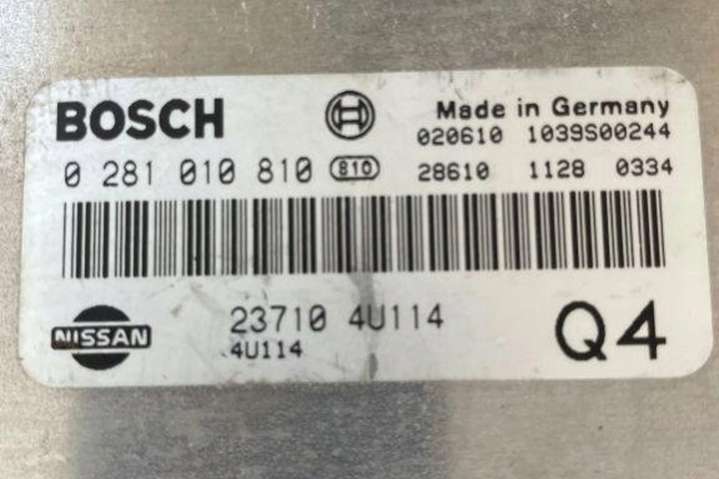 BOSCH
Made in Germany
020610 1039S00244
0 281 010 810 810
28610 1128 0334
NISSAN
23710 4U114
4U114
Q4